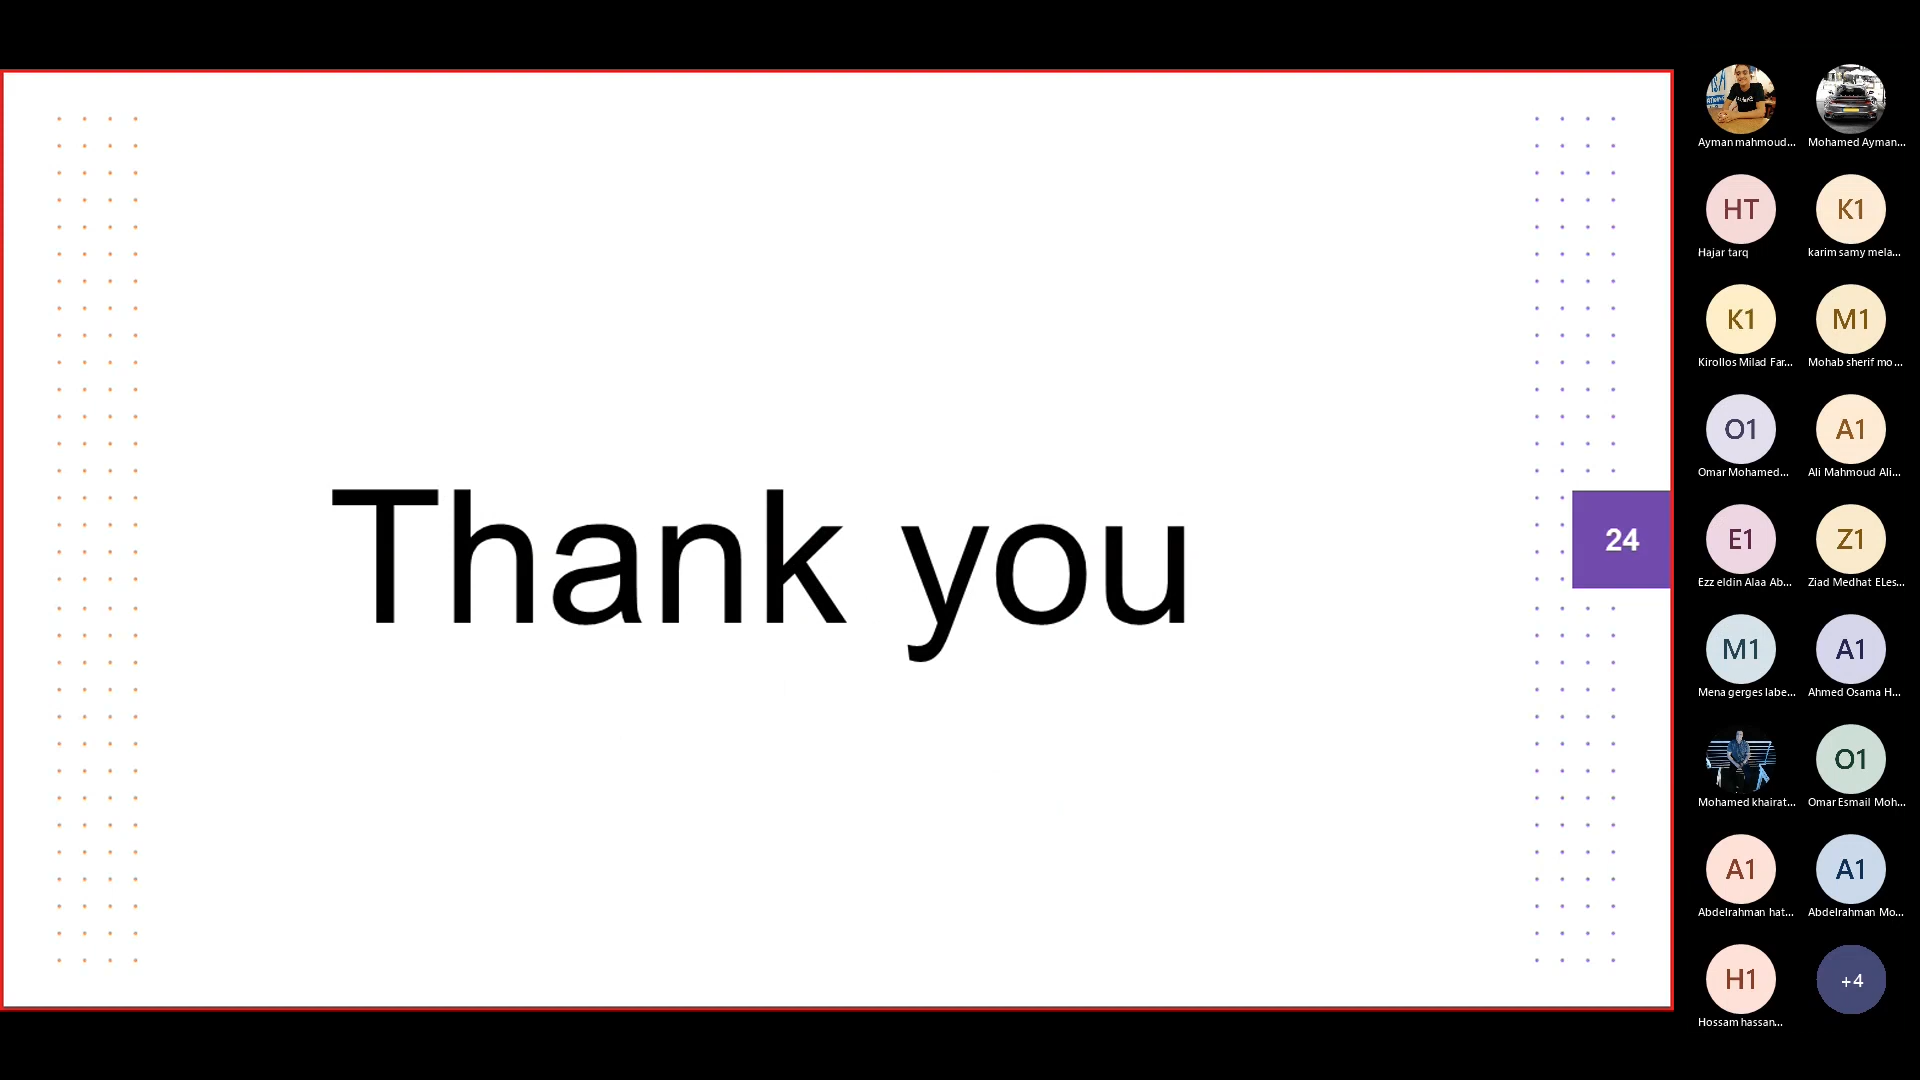 Thank you
24
Ayman mahmoud...
Mohamed Ayman...
HT
Hajar tarq
K1
karim samy mela...
K1
Kirollos Milad Far...
M1
Mohab sherif mo...
O1
Omar Mohamed...
A1
Ali Mahmoud Ali...
E1
Ezz eldin Alaa Ab...
Z1
Ziad Medhat ELes...
M1
Mena gerges labe...
A1
Ahmed Osama H...
Mohamed khairat...
O1
Omar Esmail Moh...
A1
Abdelrahman hat...
A1
Abdelrahman Mo...
H1
Hossam hassan...
+4